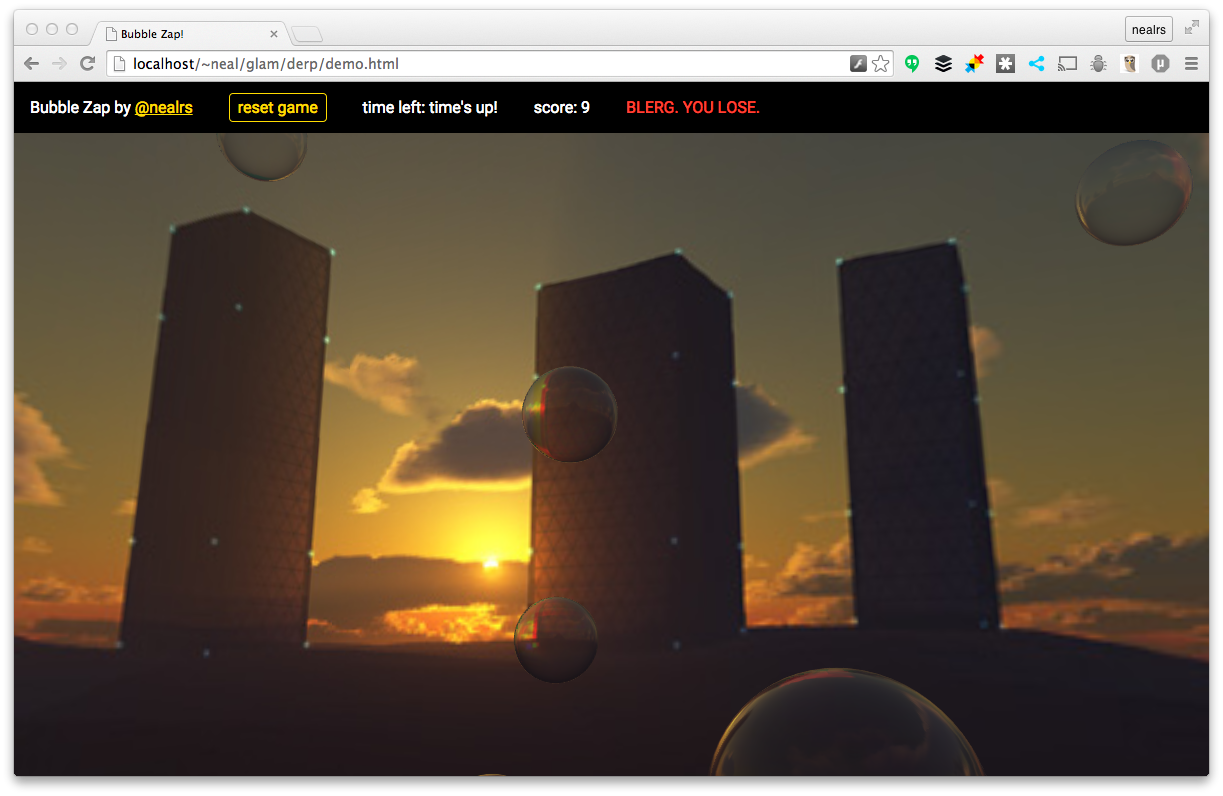 Bubble Zap!
nealrs
localhost/~neal/glam/derp/demo.html
Bubble Zap by @nealrs reset game time left: time's up! score: 9 BLERG. YOU LOSE.